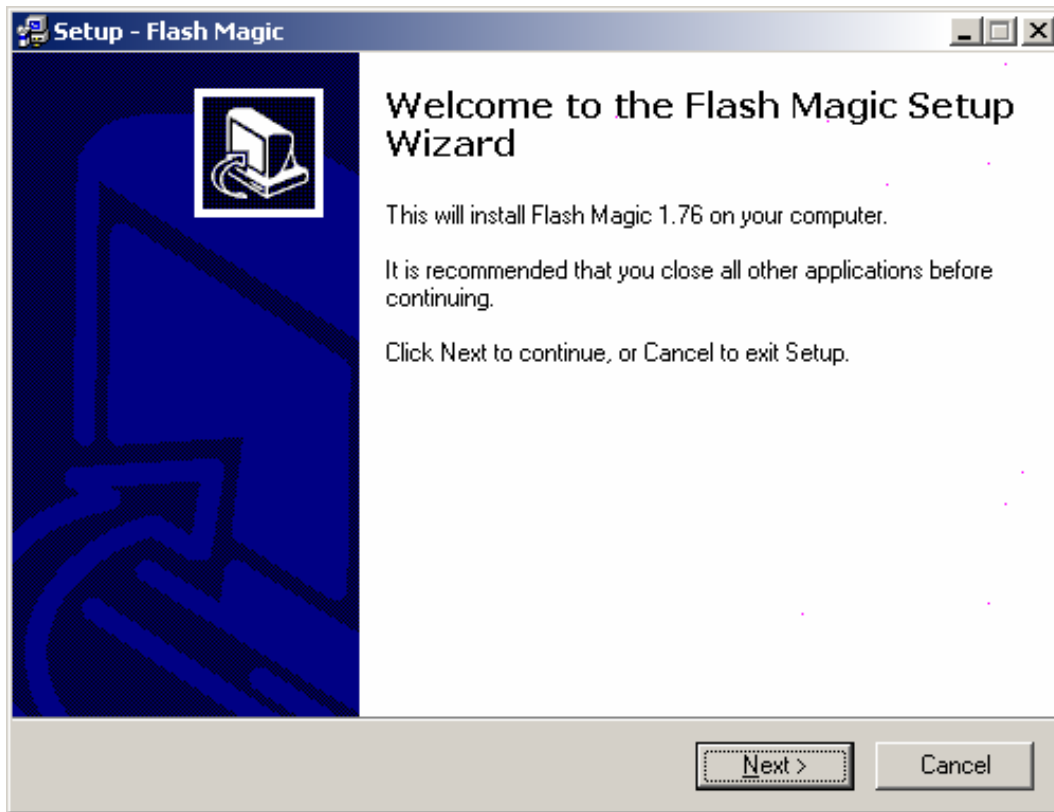 Setup - Flash Magic
Welcome to the Flash Magic Setup
Wizard
This will install Flash Magic 1.76 on your computer.
It is recommended that you close all other applications before
continuing.
Click Next to continue, or Cancel to exit Setup.
Next >
Cancel